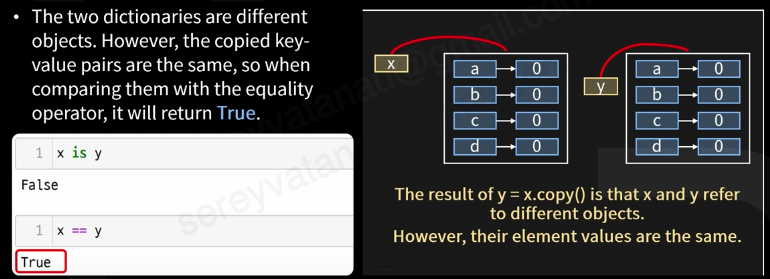 • The two dictionaries are different
objects. However, the copied key-
value pairs are the same, so when
comparing them with the equality
operator, it will return True.
1 x is y
False
1 x == y
True
x
a 0
b 0
c 0
d 0
y
a 0
b 0
c 0
d 0
The result of y = x.copy() is that x and y refer
to different objects.
However, their element values are the same.